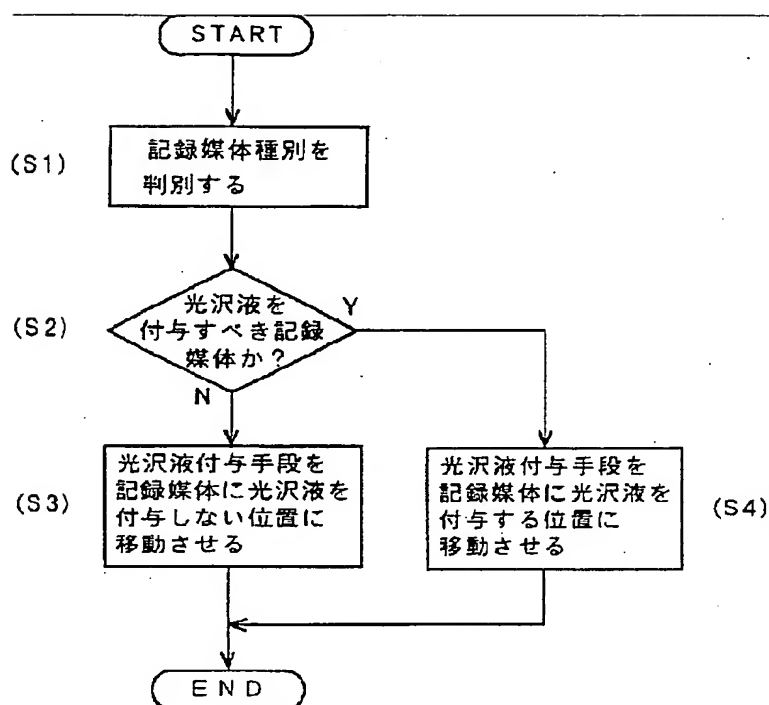 START
(S1)
記録媒体種別を
判別する
(S2)
光沢液を
付与すべき記録
媒体か？
Y
N
(S3)
光沢液付与手段を
記録媒体に光沢液を
付与しない位置に
移動させる
光沢液付与手段を
記録媒体に光沢液を
付与する位置に
移動させる
(S4)
END